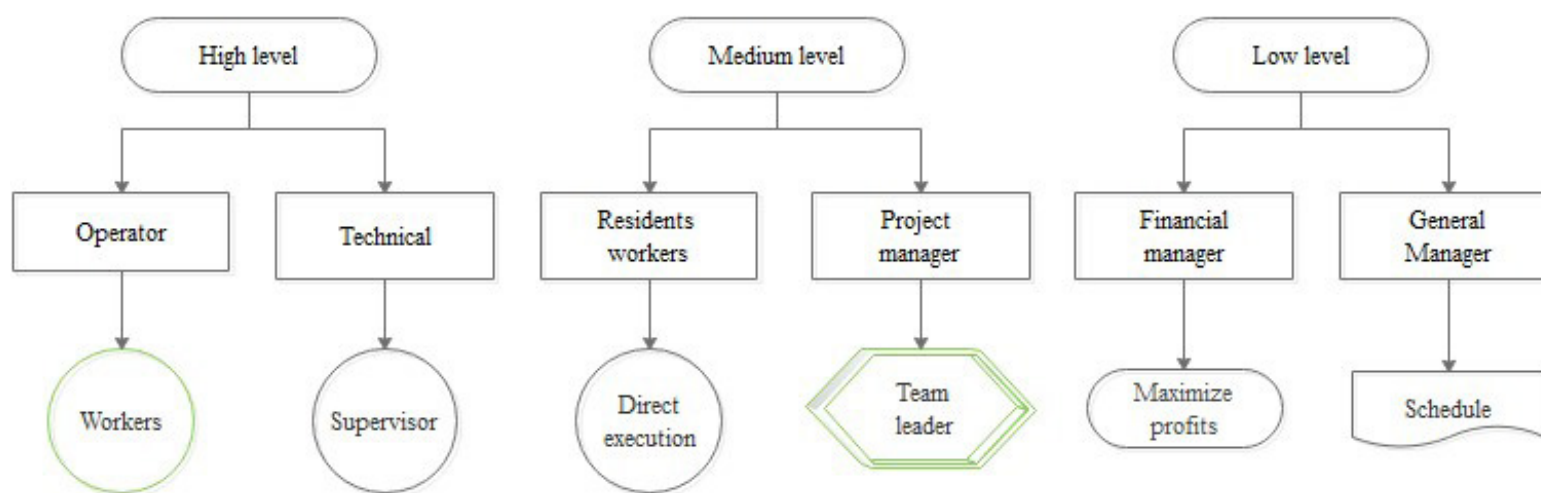 High level
Medium level
Low level
Operator
Technical
Residents
workers
Project
manager
Financial
manager
General
Manager
Workers
Supervisor
Direct
execution
Team
leader
Maximize
profits
Schedule